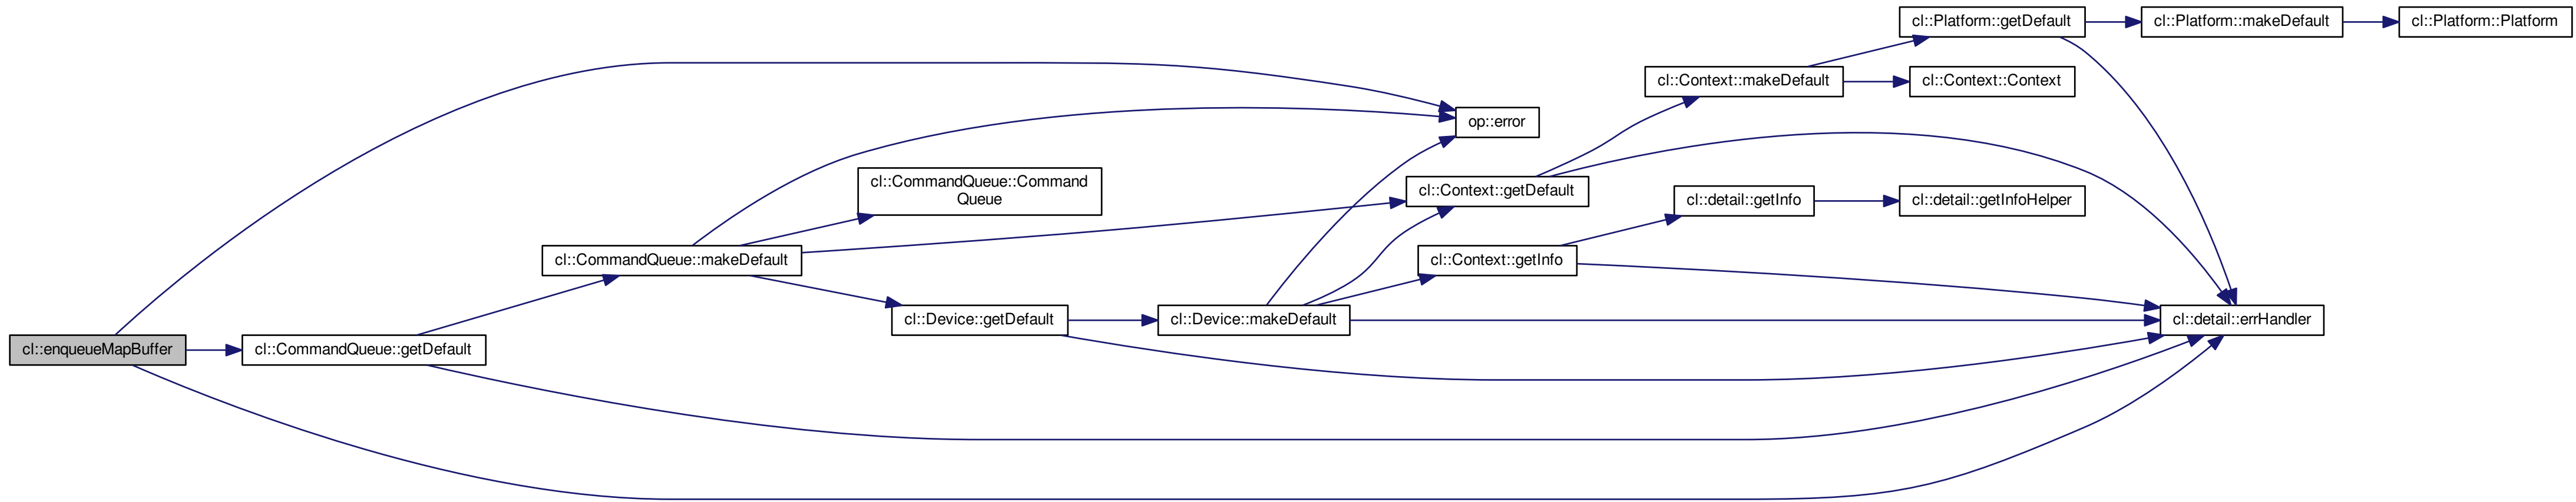 cl::Platform::getDefault
cl::Platform::makeDefault
cl::Platform::Platform
cl::Context::makeDefault
cl::Context::Context
op::error
cl::CommandQueue::Command
Queue
cl::Context::getDefault
cl::detail::getInfo
cl::detail::getInfoHelper
cl::CommandQueue::makeDefault
cl::Context::getInfo
cl::Device::getDefault
cl::Device::makeDefault
cl::detail::errHandler
cl::enqueueMapBuffer
cl::CommandQueue::getDefault